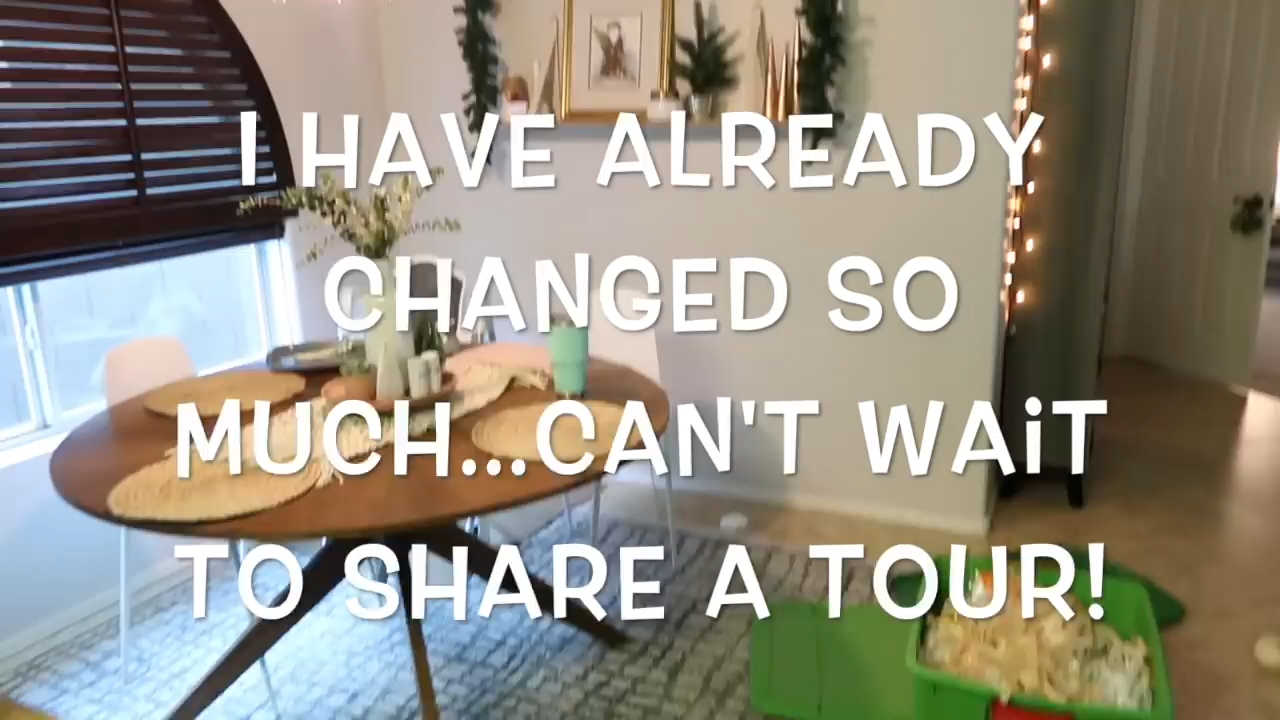 I HAVE ALREADY
CHANGED SO
MUCH...CAN'T WAiT
TO SHARE A TOUR!